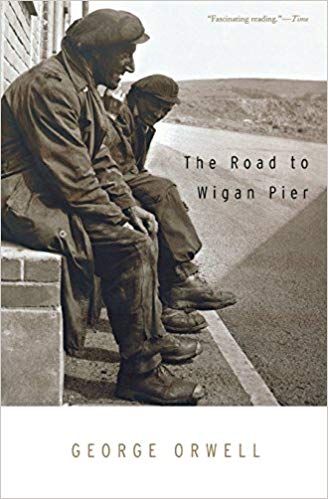 "Fascinating reading."—Time
The Road to
Wigan Pier
GEORGE ORWELL